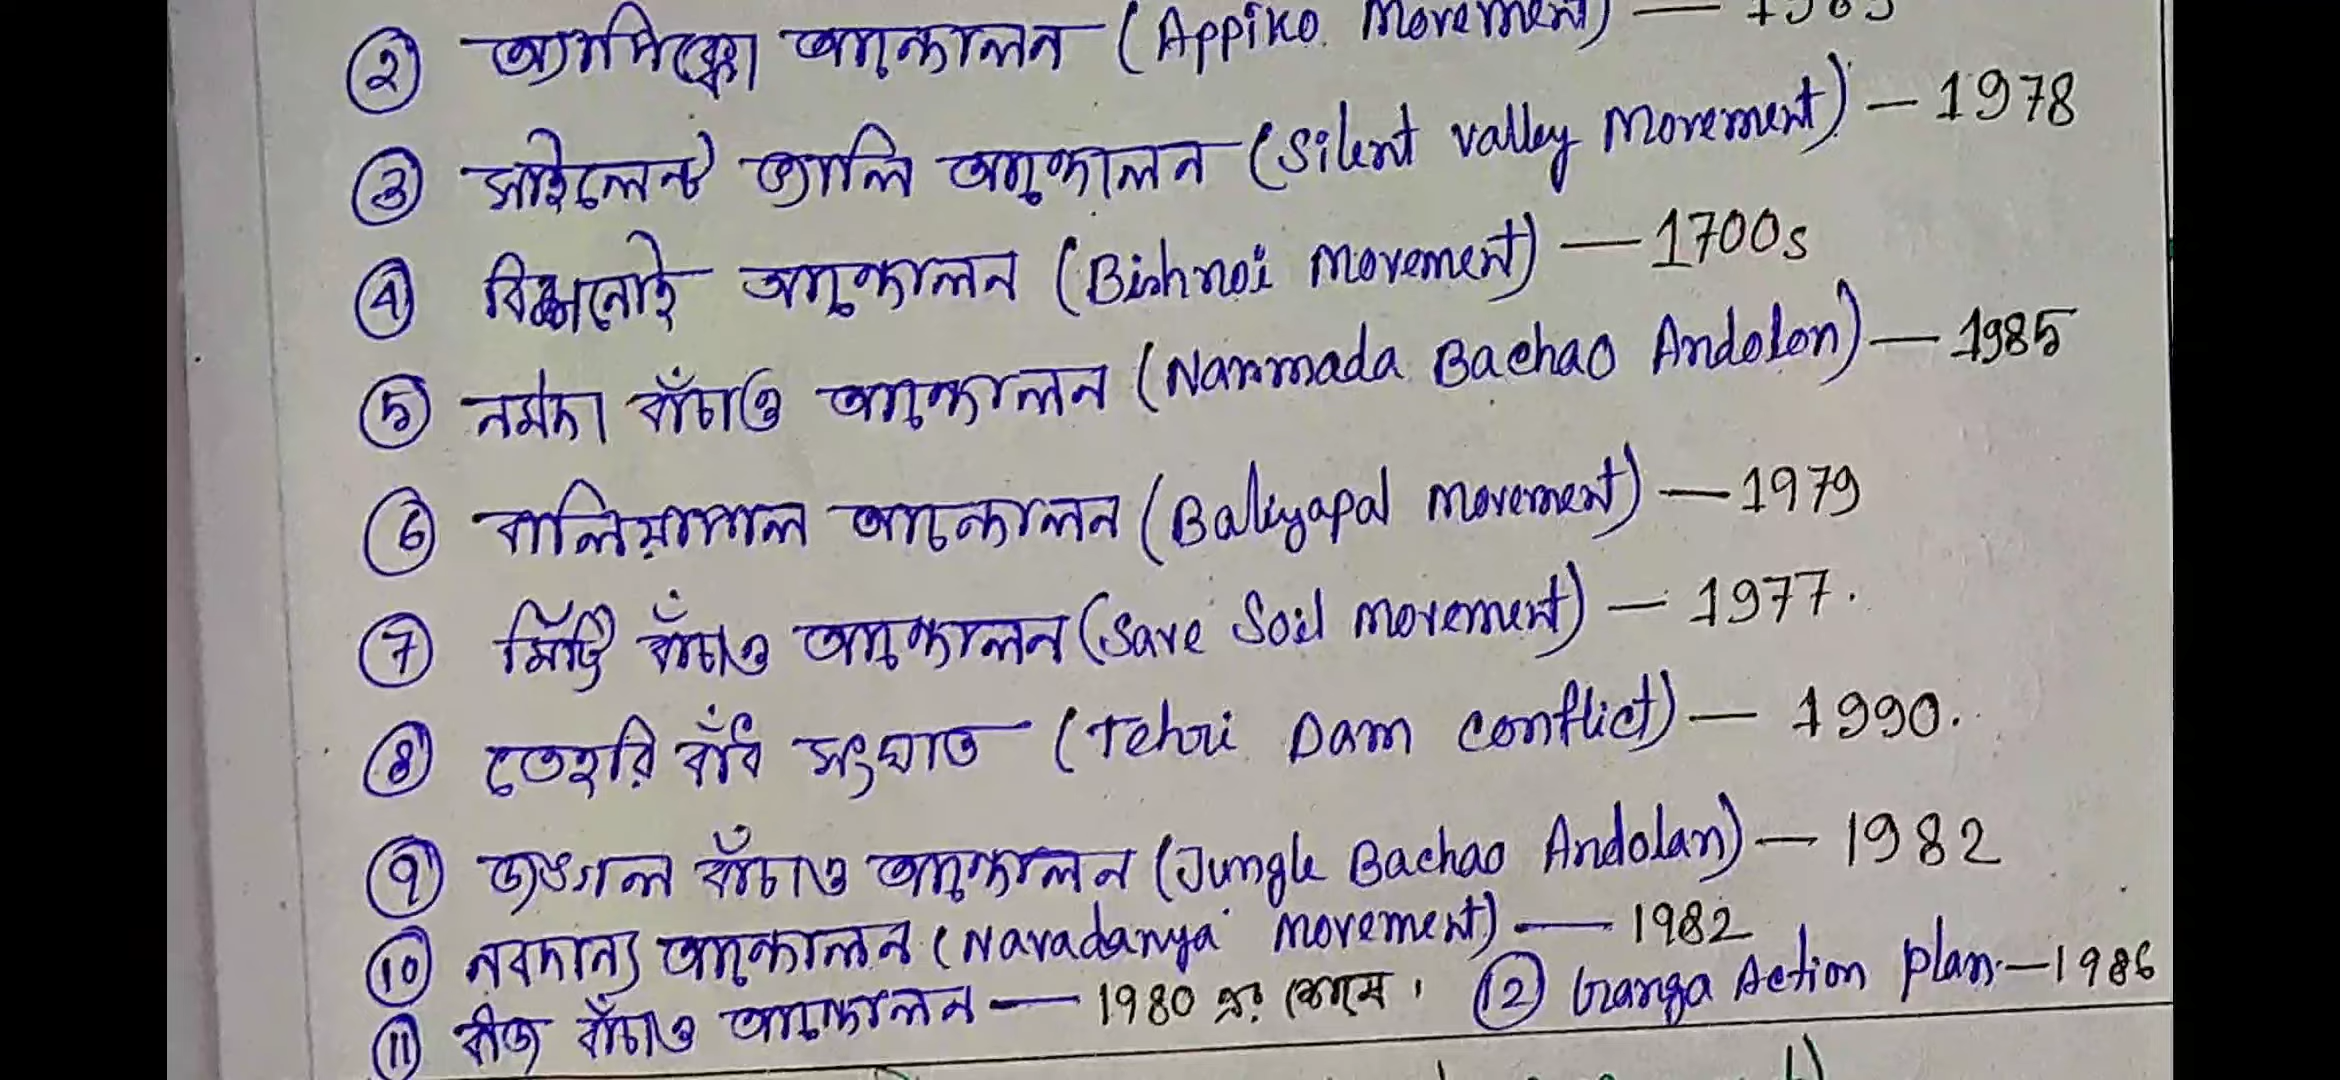 ② অ্যাপিক্কো আন্দোলন (Appiko Movement) — 1983
③ সাইলেন্ট ভ্যালি আন্দোলন (Silent valley Movement) — 1978
④ বিষ্ণনোই আন্দোলন (Bishnoi Movement) — 1700s
⑤ নর্মদা বাঁচাও আন্দোলন (Narmada Bachao Andolon) — 1985
⑥ বালিয়াপাল আন্দোলন (Baliyapal Movement) — 1979
⑦ মিট্টি বাঁচাও আন্দোলন (Save Soil Movement) — 1977.
⑧ তেহরি বাঁধ সংঘাত (Tehri Dam conflict) — 1990.
⑨ জঙ্গল বাঁচাও আন্দোলন (Jungle Bachao Andolan) — 1982
⑩ নবদান্য আন্দোলন (Navadanya Movement) — 1982
⑪ বীজ বাঁচাও আন্দোলন — 1980 র শেষে। ⑫ Ganga Action plan — 1986